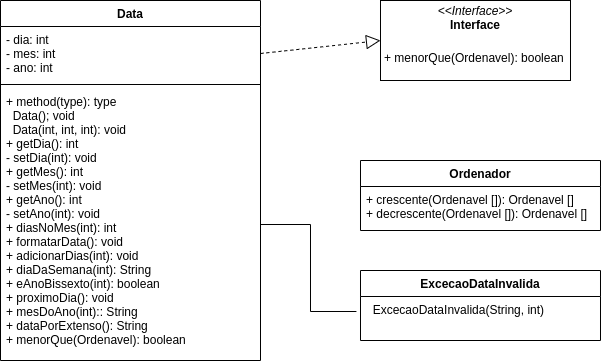 Data
- dia: int
- mes: int
- ano: int
+ method(type): type
Data(); void
Data(int, int, int): void
+ getDia(): int
- setDia(int): void
+ getMes(): int
- setMes(int): void
+ getAno(): int
- setAno(int): void
+ diasNoMes(int): int
+ formatarData(): void
+ adicionarDias(int): void
+ diaDaSemana(int): String
+ eAnoBissexto(int): boolean
+ proximoDia(): void
+ mesDoAno(int):: String
+ dataPorExtenso(): String
+ menorQue(Ordenavel): boolean
<<Interface>>
Interface
+ menorQue(Ordenavel): boolean
Ordenador
+ crescente(Ordenavel []): Ordenavel []
+ decrescente(Ordenavel []): Ordenavel []
ExcecaoDataInvalida
ExcecaoDataInvalida(String, int)